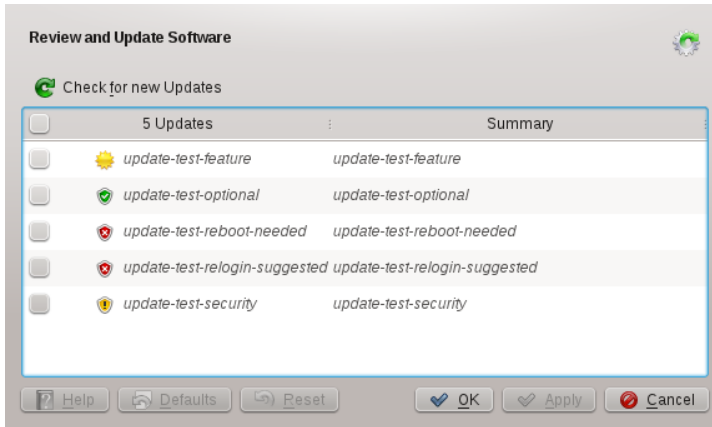 Review and Update Software
Check for new Updates
5 Updates Summary
update-test-feature update-test-feature
update-test-optional update-test-optional
update-test-reboot-needed update-test-reboot-needed
update-test-relogin-suggested update-test-relogin-suggested
update-test-security update-test-security
Help Defaults Reset OK Apply Cancel